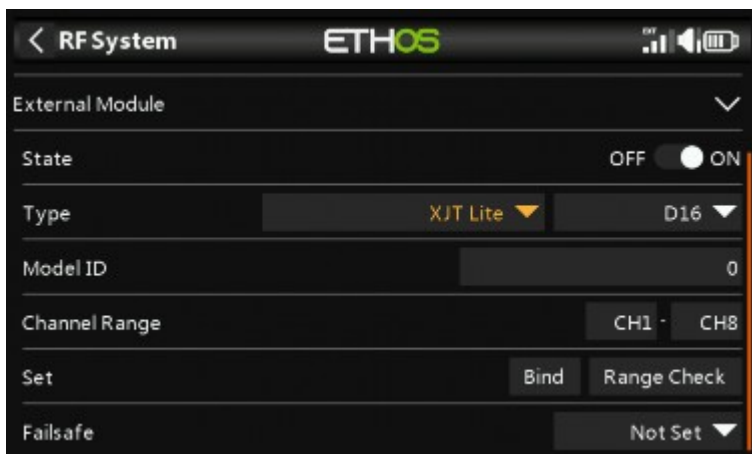 RF System ETHOS EXT
External Module
State OFF ON
Type XJT Lite D16
Model ID 0
Channel Range CH1 - CH8
Set Bind Range Check
Failsafe Not Set